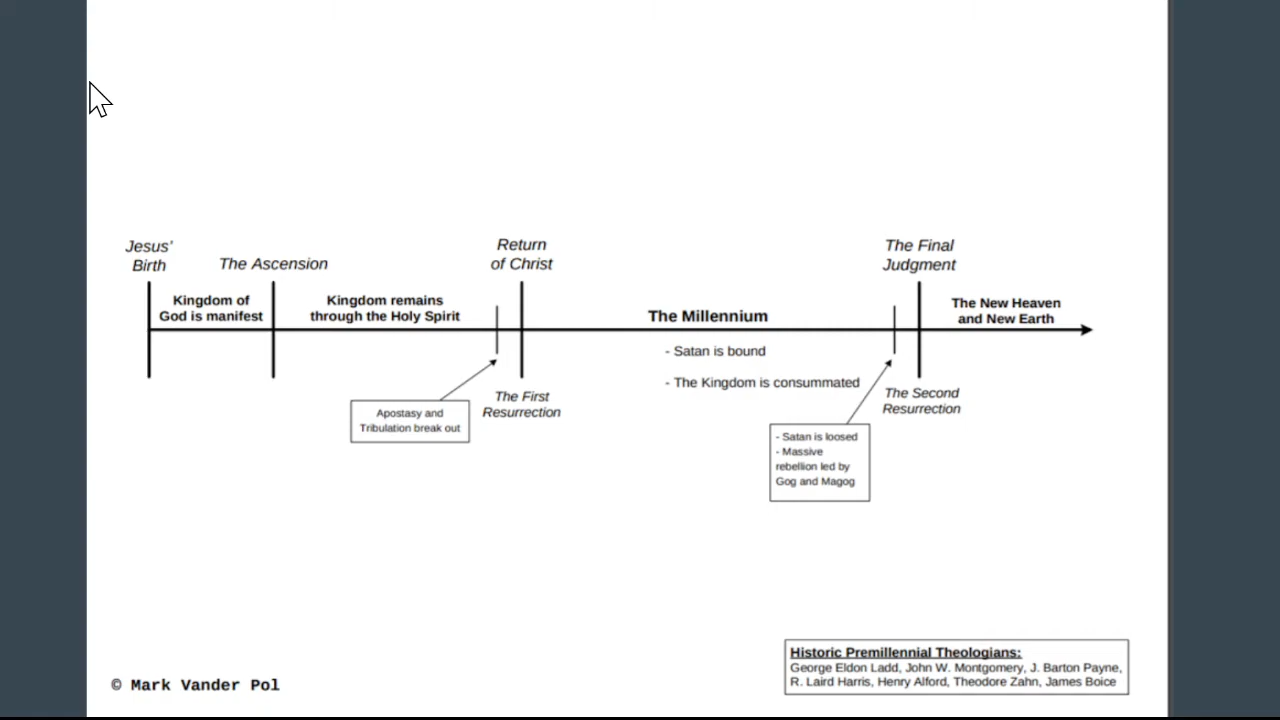 Jesus'
Birth
The Ascension
Return
of Christ
The Final
Judgment
Kingdom of
God is manifest
Kingdom remains
through the Holy Spirit
The Millennium
The New Heaven
and New Earth
- Satan is bound
- The Kingdom is consummated
Apostasy and
Tribulation break out
The First
Resurrection
The Second
Resurrection
- Satan is loosed
- Massive
rebellion led by
Gog and Magog
Historic Premillennial Theologians:
George Eldon Ladd, John W. Montgomery, J. Barton Payne,
R. Laird Harris, Henry Alford, Theodore Zahn, James Boice
© Mark Vander Pol